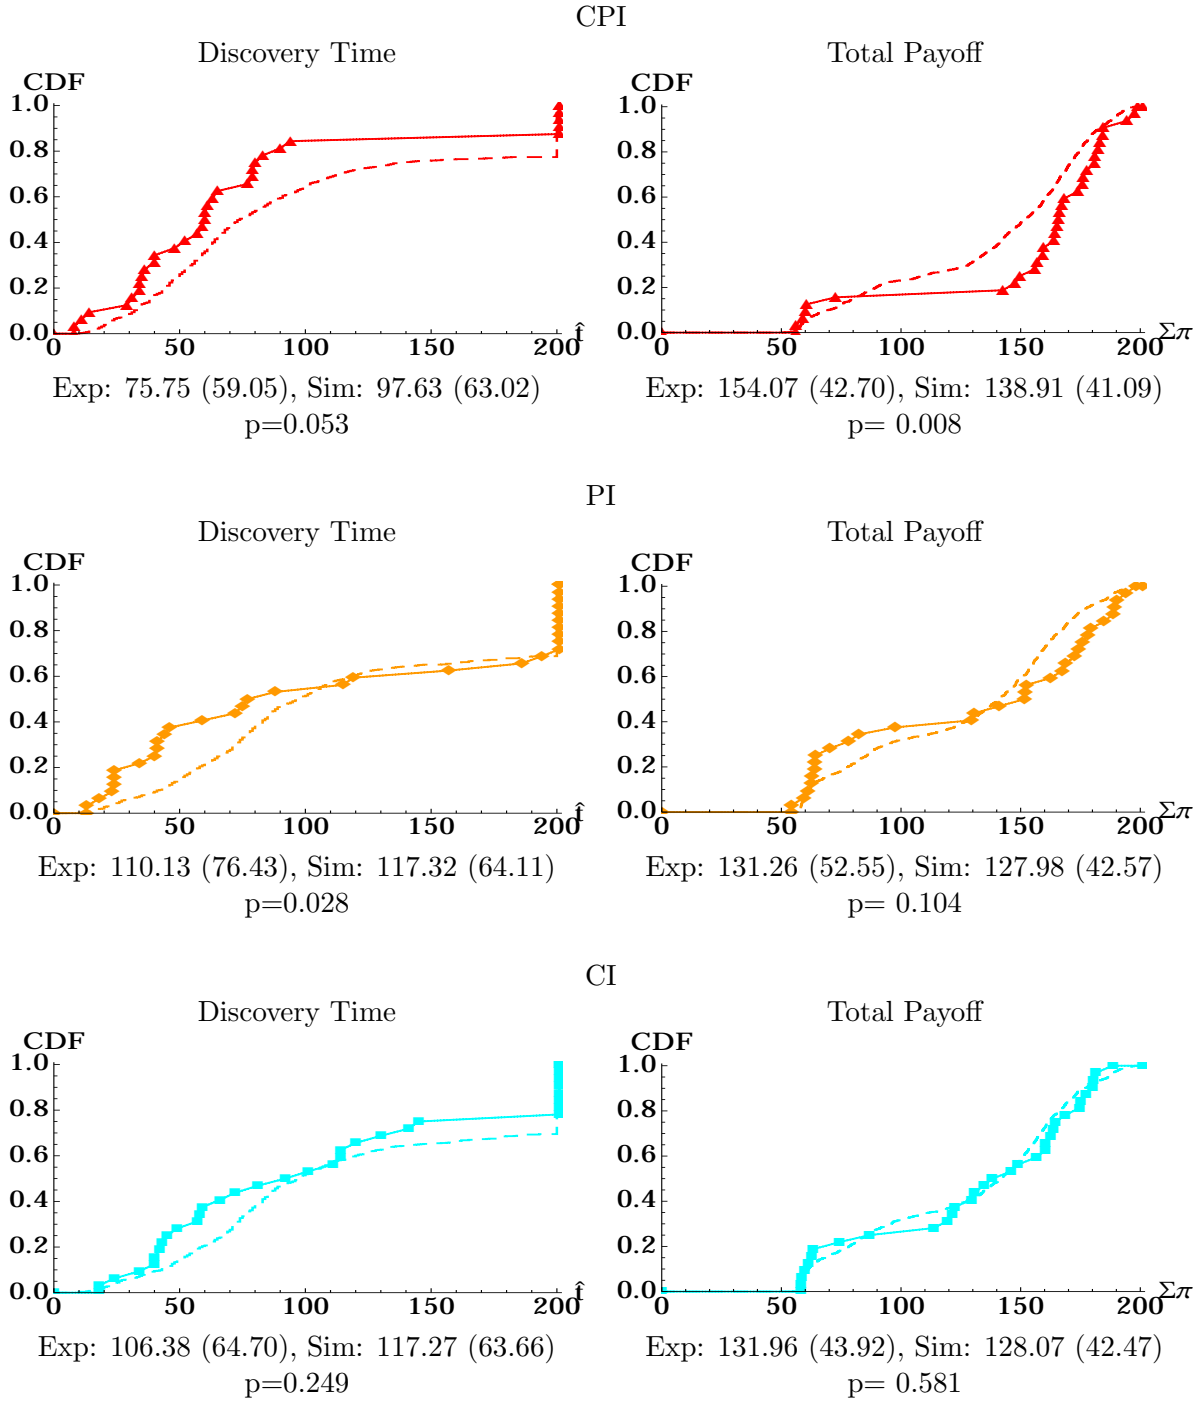 CPI
Discovery Time
Total Payoff
CDF
1.0
0.8
0.6
0.4
0.2
0.0
0 50 100 150 200 t̂
CDF
1.0
0.8
0.6
0.4
0.2
0.0
0 50 100 150 200 Σπ
Exp: 75.75 (59.05), Sim: 97.63 (63.02)
p=0.053
Exp: 154.07 (42.70), Sim: 138.91 (41.09)
p= 0.008
PI
Discovery Time
Total Payoff
CDF
1.0
0.8
0.6
0.4
0.2
0.0
0 50 100 150 200 t̂
CDF
1.0
0.8
0.6
0.4
0.2
0.0
0 50 100 150 200 Σπ
Exp: 110.13 (76.43), Sim: 117.32 (64.11)
p=0.028
Exp: 131.26 (52.55), Sim: 127.98 (42.57)
p= 0.104
CI
Discovery Time
Total Payoff
CDF
1.0
0.8
0.6
0.4
0.2
0.0
0 50 100 150 200 t̂
CDF
1.0
0.8
0.6
0.4
0.2
0.0
0 50 100 150 200 Σπ
Exp: 106.38 (64.70), Sim: 117.27 (63.66)
p=0.249
Exp: 131.96 (43.92), Sim: 128.07 (42.47)
p= 0.581